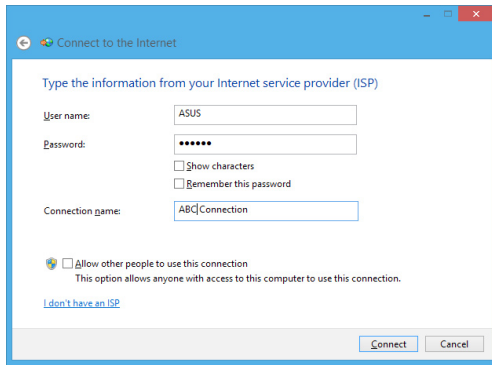 Connect to the Internet
Type the information from your Internet service provider (ISP)
User name: ASUS
Password: ••••••
Show characters
Remember this password
Connection name: ABC Connection
Allow other people to use this connection
This option allows anyone with access to this computer to use this connection.
I don't have an ISP
Connect Cancel